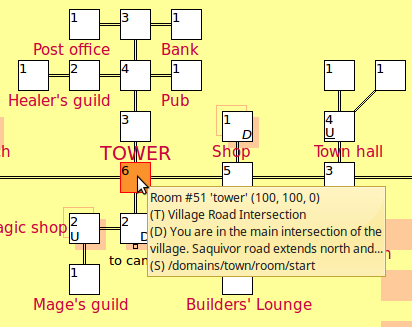 1 3 1
Post office Bank
1 2 4 1 1 1
Healer's guild Pub
3 1 D 4 U
ch TOWER Shop Town hall
6 5 3
Room #51 'tower' (100, 100, 0)
(T) Village Road Intersection
(D) You are in the main intersection of the
village. Saquivor road extends north and...
(S) /domains/town/room/start
agic shop 2 U 2 D
to can
1
Mage's guild Builders' Lounge